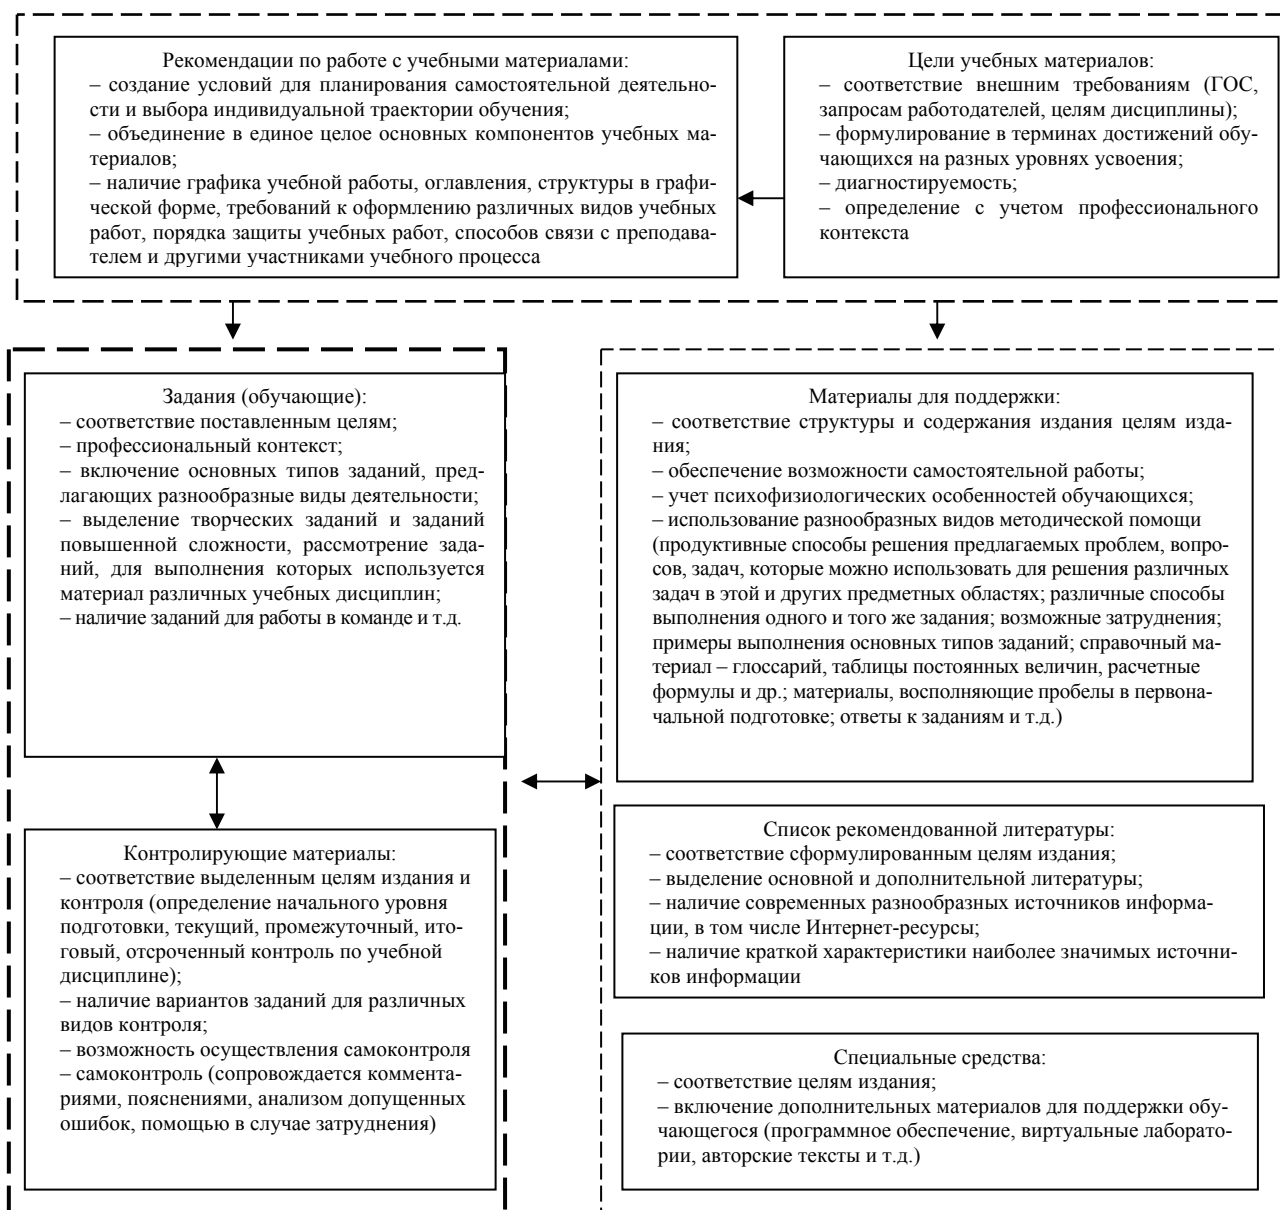 Рекомендации по работе с учебными материалами:
– создание условий для планирования самостоятельной деятельно-
сти и выбора индивидуальной траектории обучения;
– объединение в единое целое основных компонентов учебных ма-
териалов;
– наличие графика учебной работы, оглавления, структуры в графи-
ческой форме, требований к оформлению различных видов учебных
работ, порядка защиты учебных работ, способов связи с преподава-
телем и другими участниками учебного процесса
Цели учебных материалов:
– соответствие внешним требованиям (ГОС,
запросам работодателей, целям дисциплины);
– формулирование в терминах достижений обу-
чающихся на разных уровнях усвоения;
– диагностируемость;
– определение с учетом профессионального
контекста
Задания (обучающие):
– соответствие поставленным целям;
– профессиональный контекст;
– включение основных типов заданий, пред-
лагающих разнообразные виды деятельности;
– выделение творческих заданий и заданий
повышенной сложности, рассмотрение зада-
ний, для выполнения которых используется
материал различных учебных дисциплин;
– наличие заданий для работы в команде и т.д.
Контролирующие материалы:
– соответствие выделенным целям издания и
контроля (определение начального уровня
подготовки, текущий, промежуточный, ито-
говый, отсроченный контроль по учебной
дисциплине);
– наличие вариантов заданий для различных
видов контроля;
– возможность осуществления самоконтроля
– самоконтроль (сопровождается коммента-
риями, пояснениями, анализом допущенных
ошибок, помощью в случае затруднения)
Материалы для поддержки:
– соответствие структуры и содержания издания целям изда-
ния;
– обеспечение возможности самостоятельной работы;
– учет психофизиологических особенностей обучающихся;
– использование разнообразных видов методической помощи
(продуктивные способы решения предлагаемых проблем, вопро-
сов, задач, которые можно использовать для решения различных
задач в этой и других предметных областях; различные способы
выполнения одного и того же задания; возможные затруднения;
примеры выполнения основных типов заданий; справочный ма-
териал – глоссарий, таблицы постоянных величин, расчетные
формулы и др.; материалы, восполняющие пробелы в первона-
чальной подготовке; ответы к заданиям и т.д.)
Список рекомендованной литературы:
– соответствие сформулированным целям издания;
– выделение основной и дополнительной литературы;
– наличие современных разнообразных источников информа-
ции, в том числе Интернет-ресурсы;
– наличие краткой характеристики наиболее значимых источни-
ков информации
Специальные средства:
– соответствие целям издания;
– включение дополнительных материалов для поддержки обу-
чающегося (программное обеспечение, виртуальные лаборато-
рии, авторские тексты и т.д.)